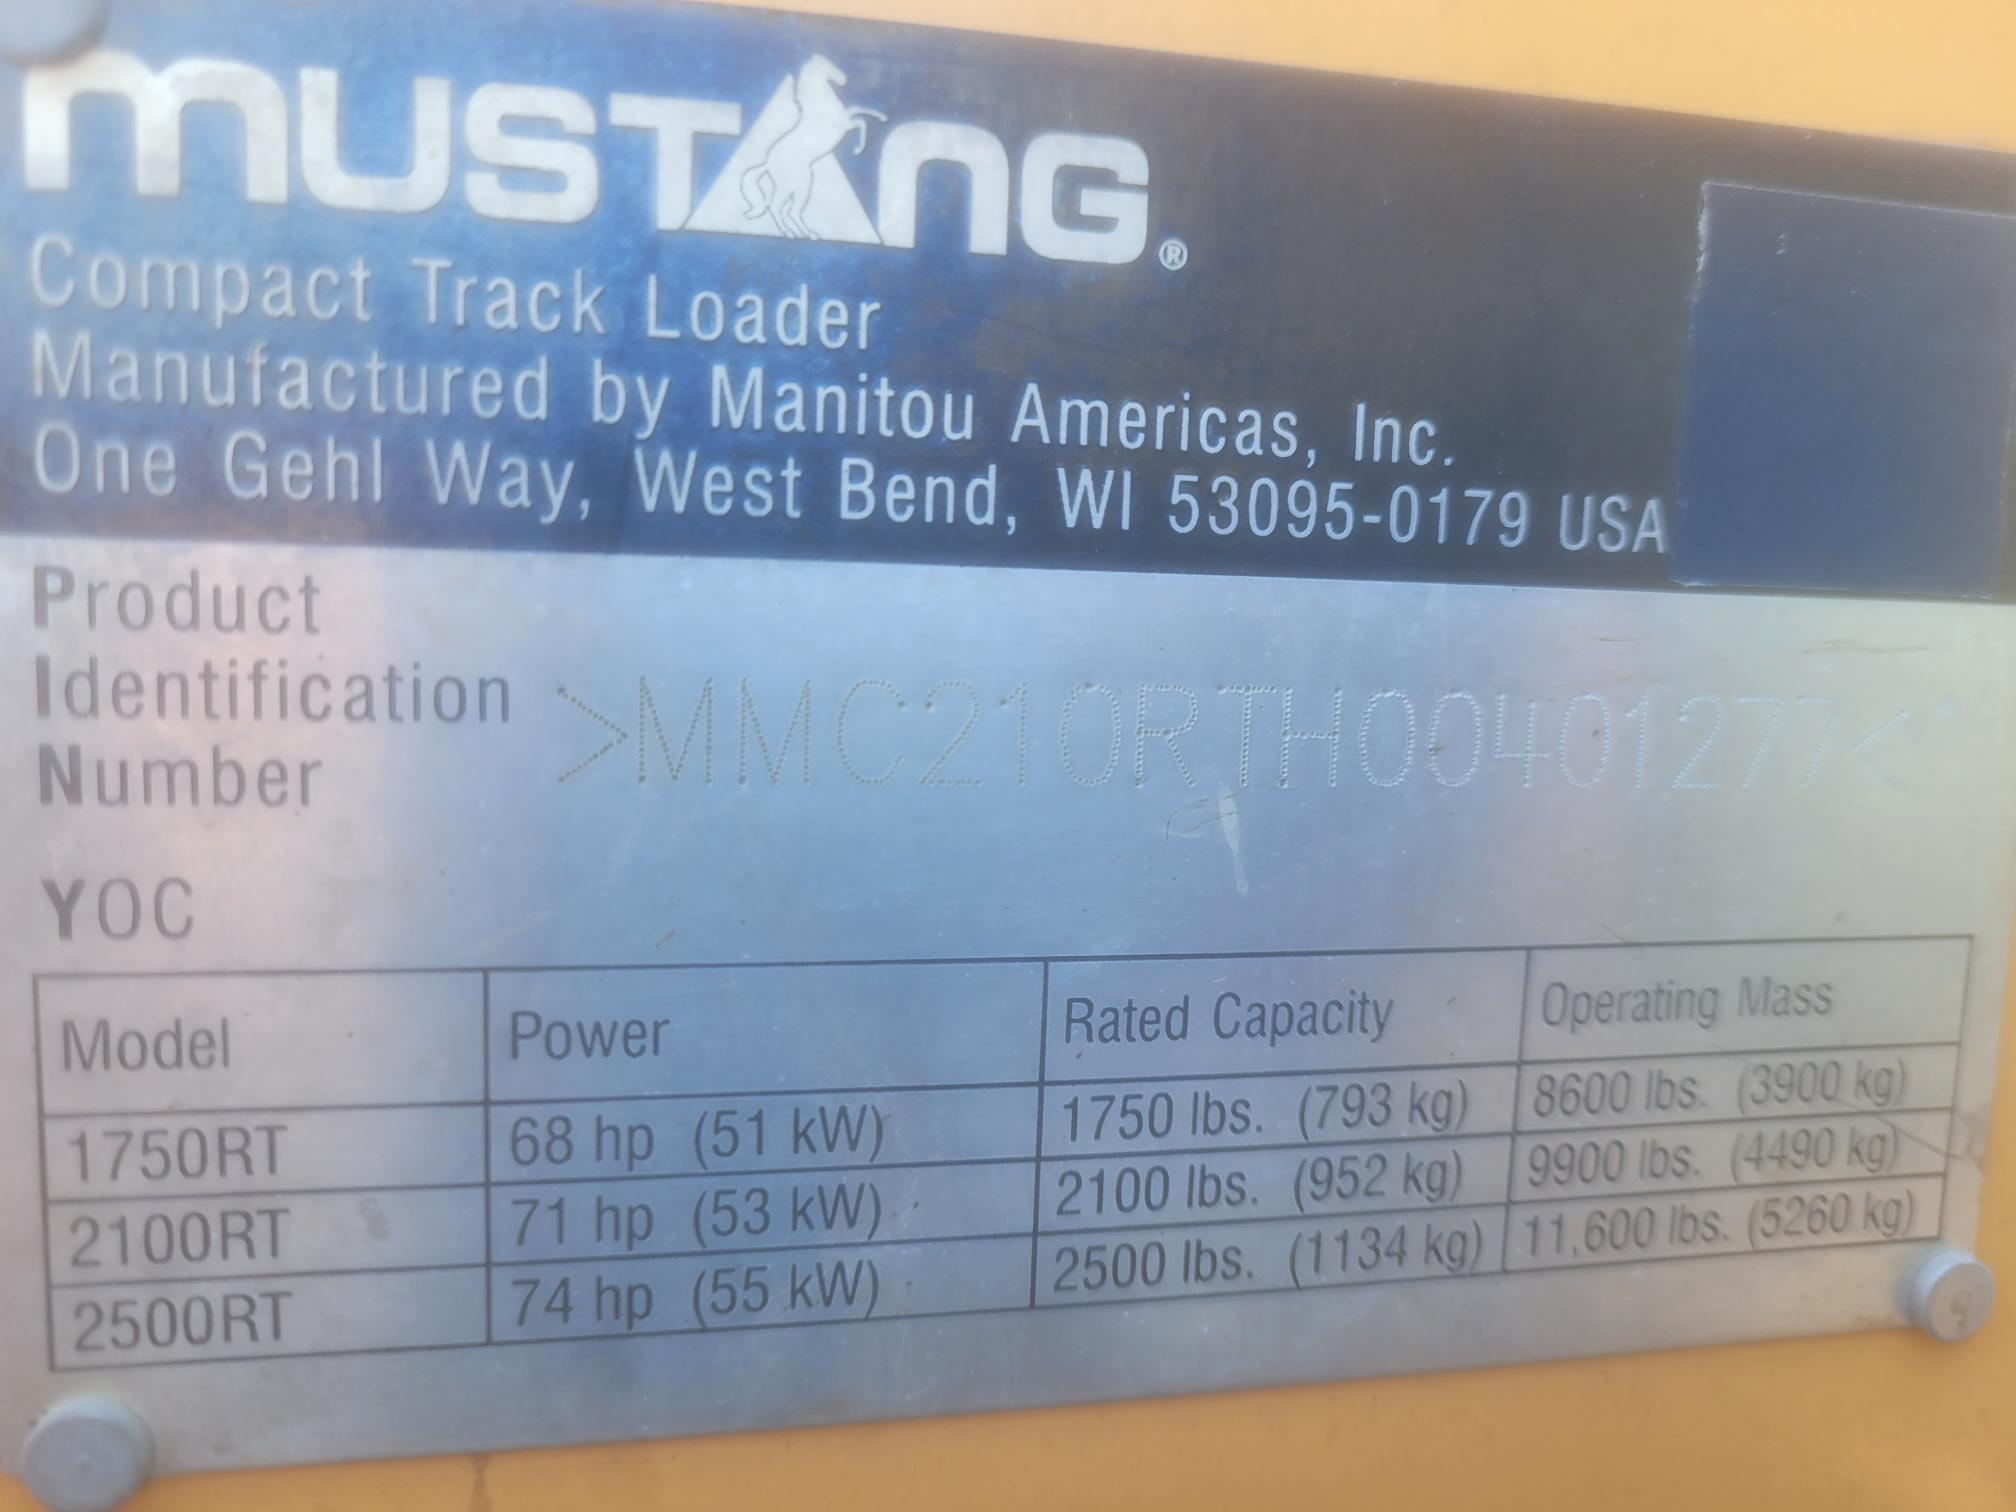 MUSTANG®
Compact Track Loader
Manufactured by Manitou Americas, Inc.
One Gehl Way, West Bend, WI 53095-0179 USA
Product
Identification >MMC210RTH00401277<
Number
YOC
Model Power Rated Capacity Operating Mass
1750RT 68 hp (51 kW) 1750 lbs. (793 kg) 8600 lbs. (3900 kg)
2100RT 71 hp (53 kW) 2100 lbs. (952 kg) 9900 lbs. (4490 kg)
2500RT 74 hp (55 kW) 2500 lbs. (1134 kg) 11,600 lbs. (5260 kg)